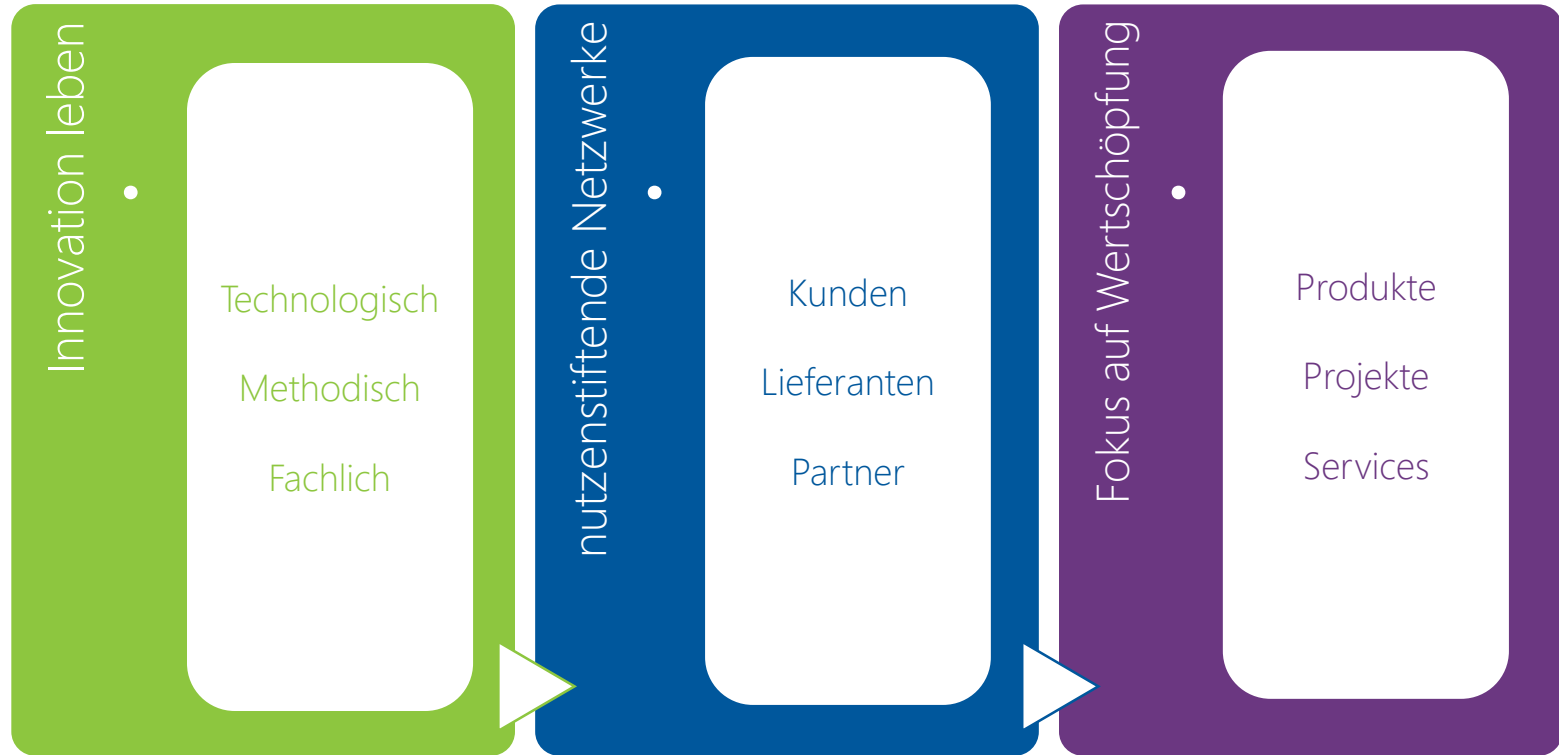 Innovation leben
Technologisch
Methodisch
Fachlich
nutzenstiftende Netzwerke
Kunden
Lieferanten
Partner
Fokus auf Wertschöpfung
Produkte
Projekte
Services